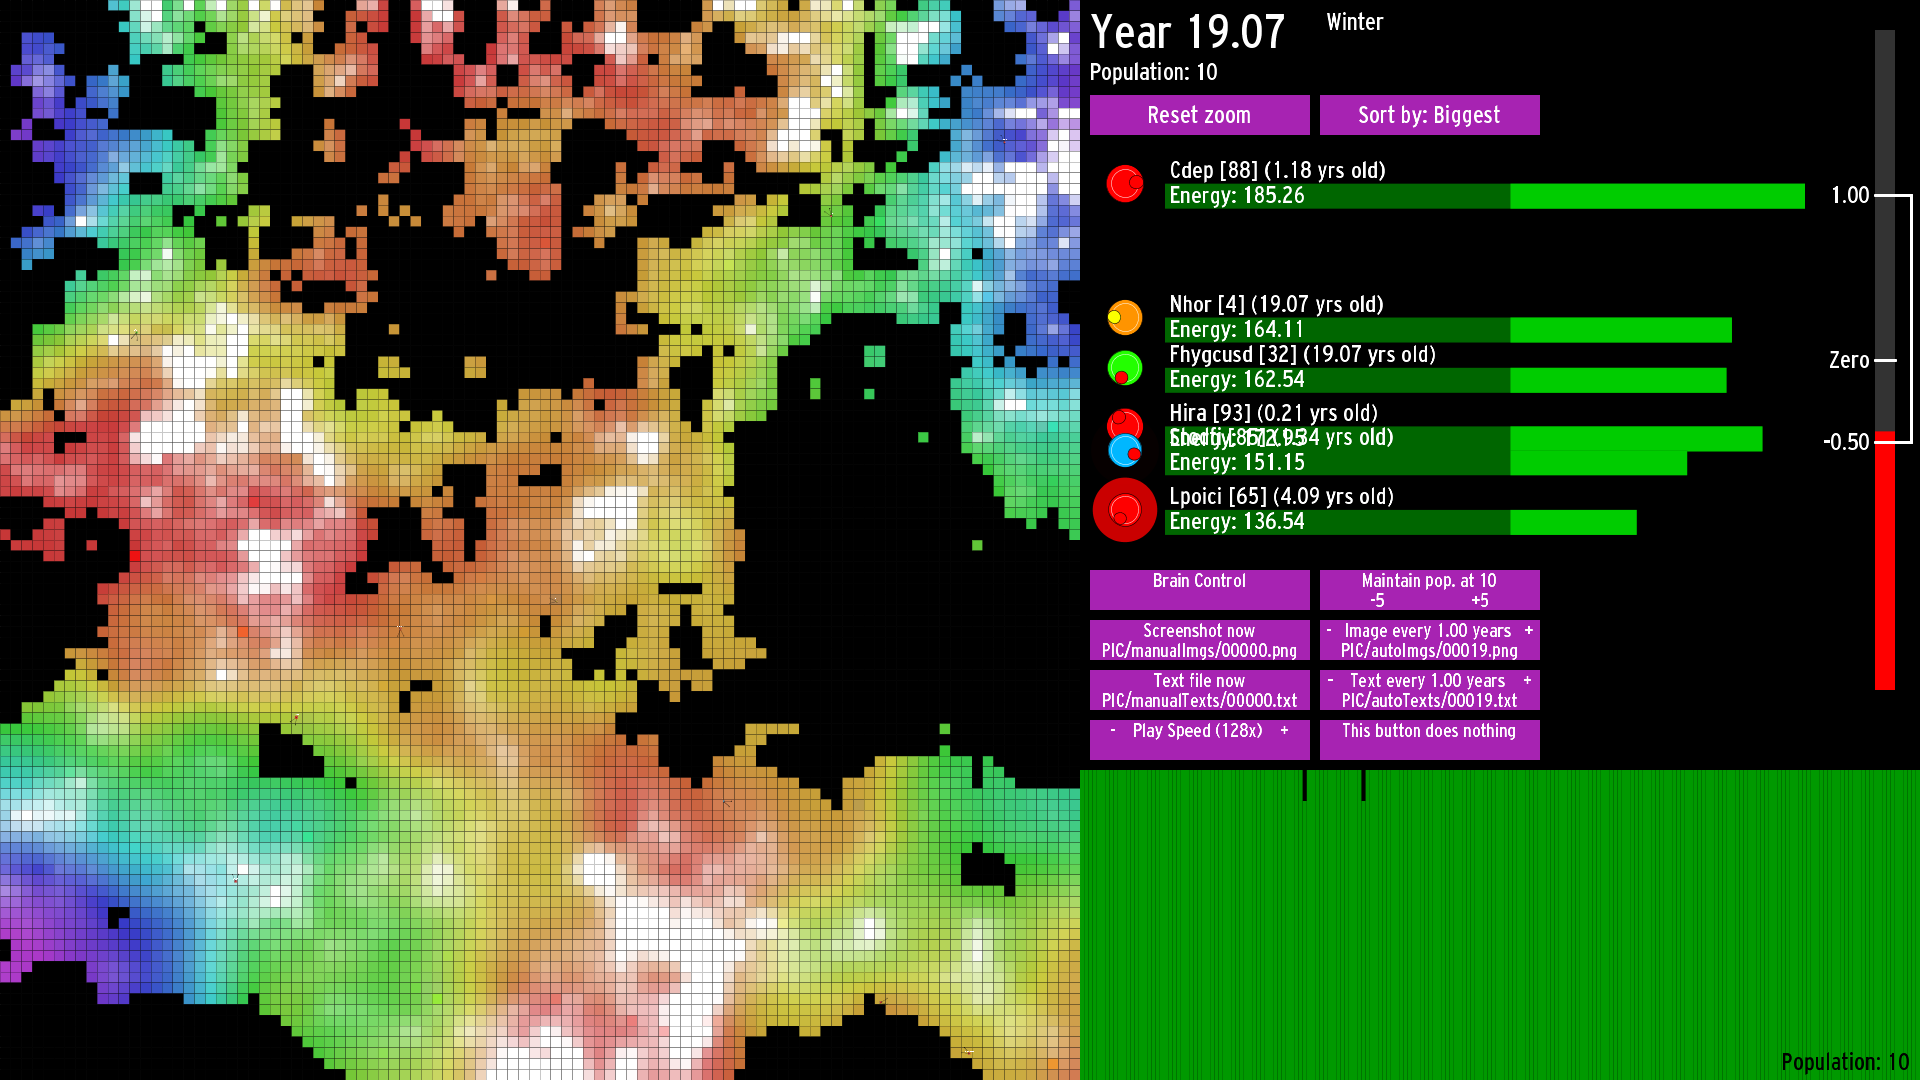 Year 19.07
Winter
Population: 10
Reset zoom
Sort by: Biggest
Cdep [88] (1.18 yrs old)
Energy: 185.26
1.00
Nhor [4] (19.07 yrs old)
Energy: 164.11
Fhygcusd [32] (19.07 yrs old)
Energy: 162.54
Zero
Hira [93] (0.21 yrs old)
yrs old)
-0.50
Energy: 151.15
Lpoici [65] (4.09 yrs old)
Energy: 136.54
Brain Control
Maintain pop. at 10
-5 +5
Screenshot now
PIC/manualImgs/00000.png
- Image every 1.00 years +
PIC/autoImgs/00019.png
Text file now
PIC/manualTexts/00000.txt
- Text every 1.00 years +
PIC/autoTexts/00019.txt
- Play Speed (128x) +
This button does nothing
Population: 10